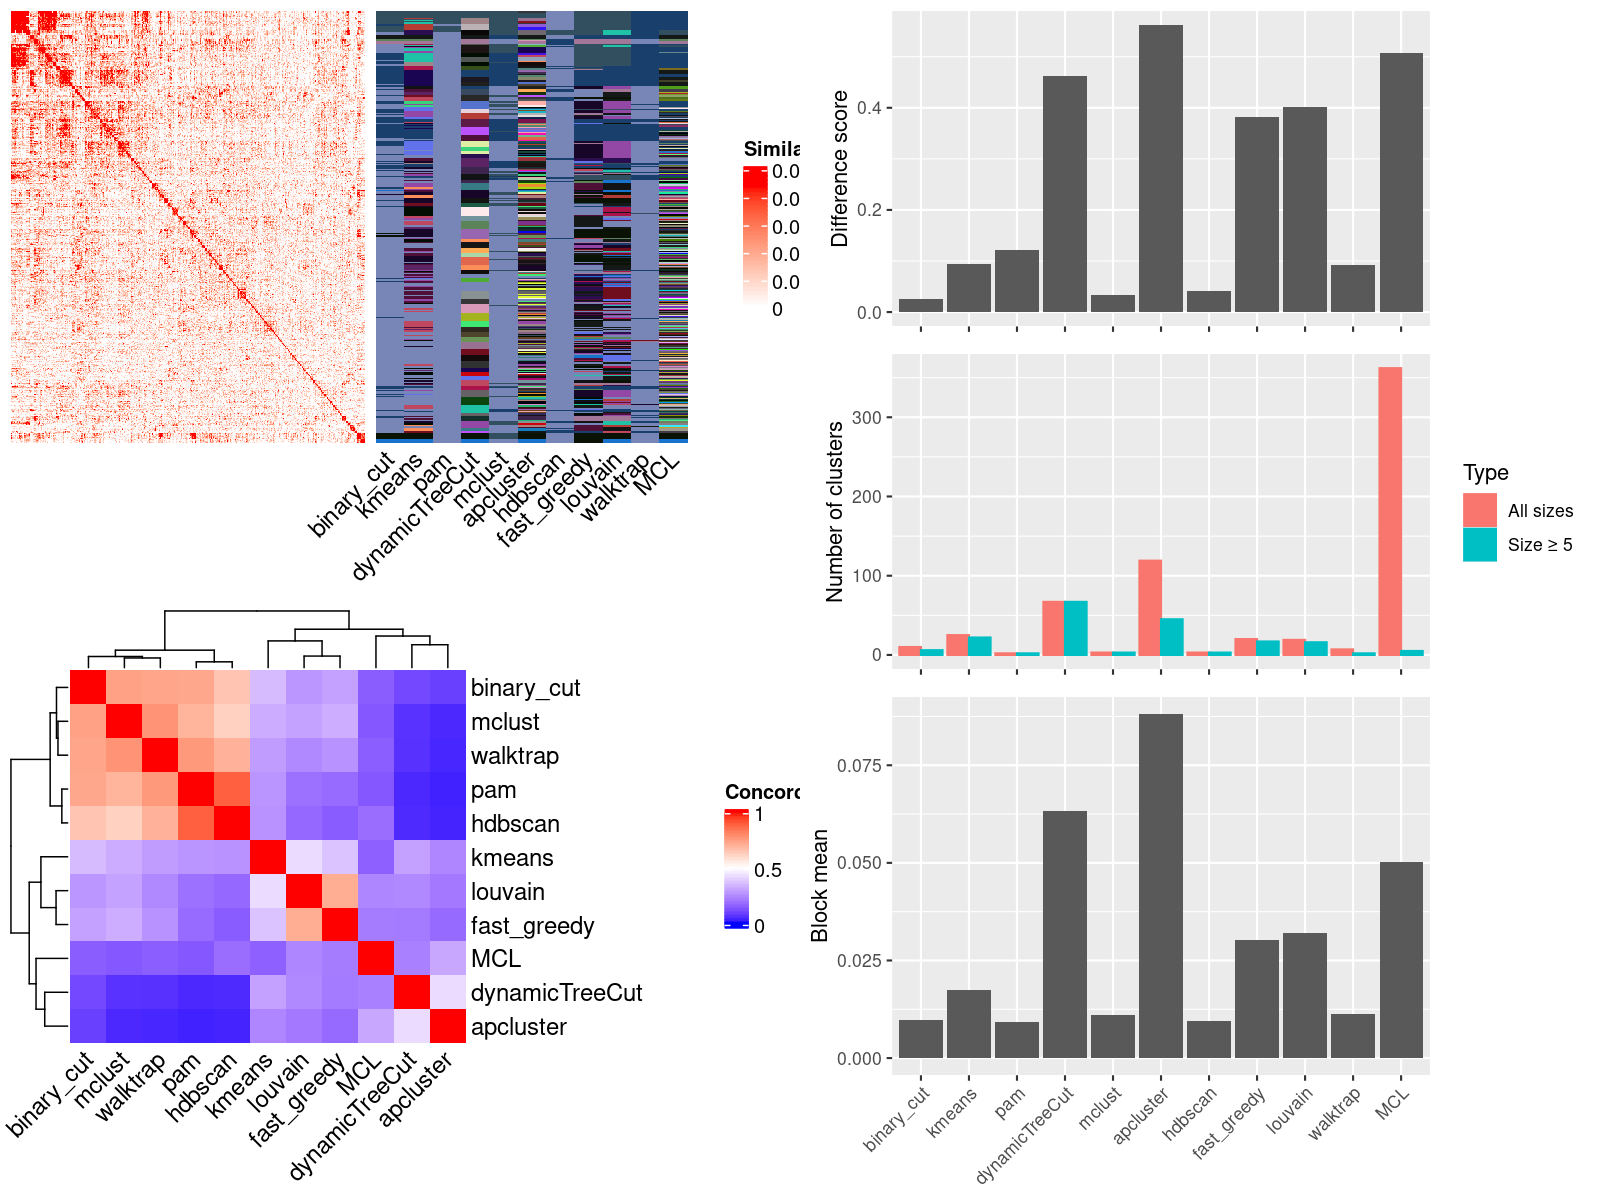 Simila
0.0
0.0
0.0
0.0
0.0
0
binary_cut
kmeans
pam
dynamicTreeCut
mclust
apcluster
hdbscan
fast_greedy
louvain
walktrap
MCL
binary_cut
mclust
walktrap
pam
hdbscan
kmeans
louvain
fast_greedy
MCL
dynamicTreeCut
apcluster
binary_cut
mclust
walktrap
pam
hdbscan
kmeans
louvain
fast_greedy
MCL
dynamicTreeCut
apcluster
Concord
1
0.5
0
Difference score
0.4
0.2
0.0
Number of clusters
300
200
100
0
Type
All sizes
Size ≥ 5
Block mean
0.075
0.050
0.025
0.000
binary_cut
kmeans
pam
dynamicTreeCut
mclust
apcluster
hdbscan
fast_greedy
louvain
walktrap
MCL